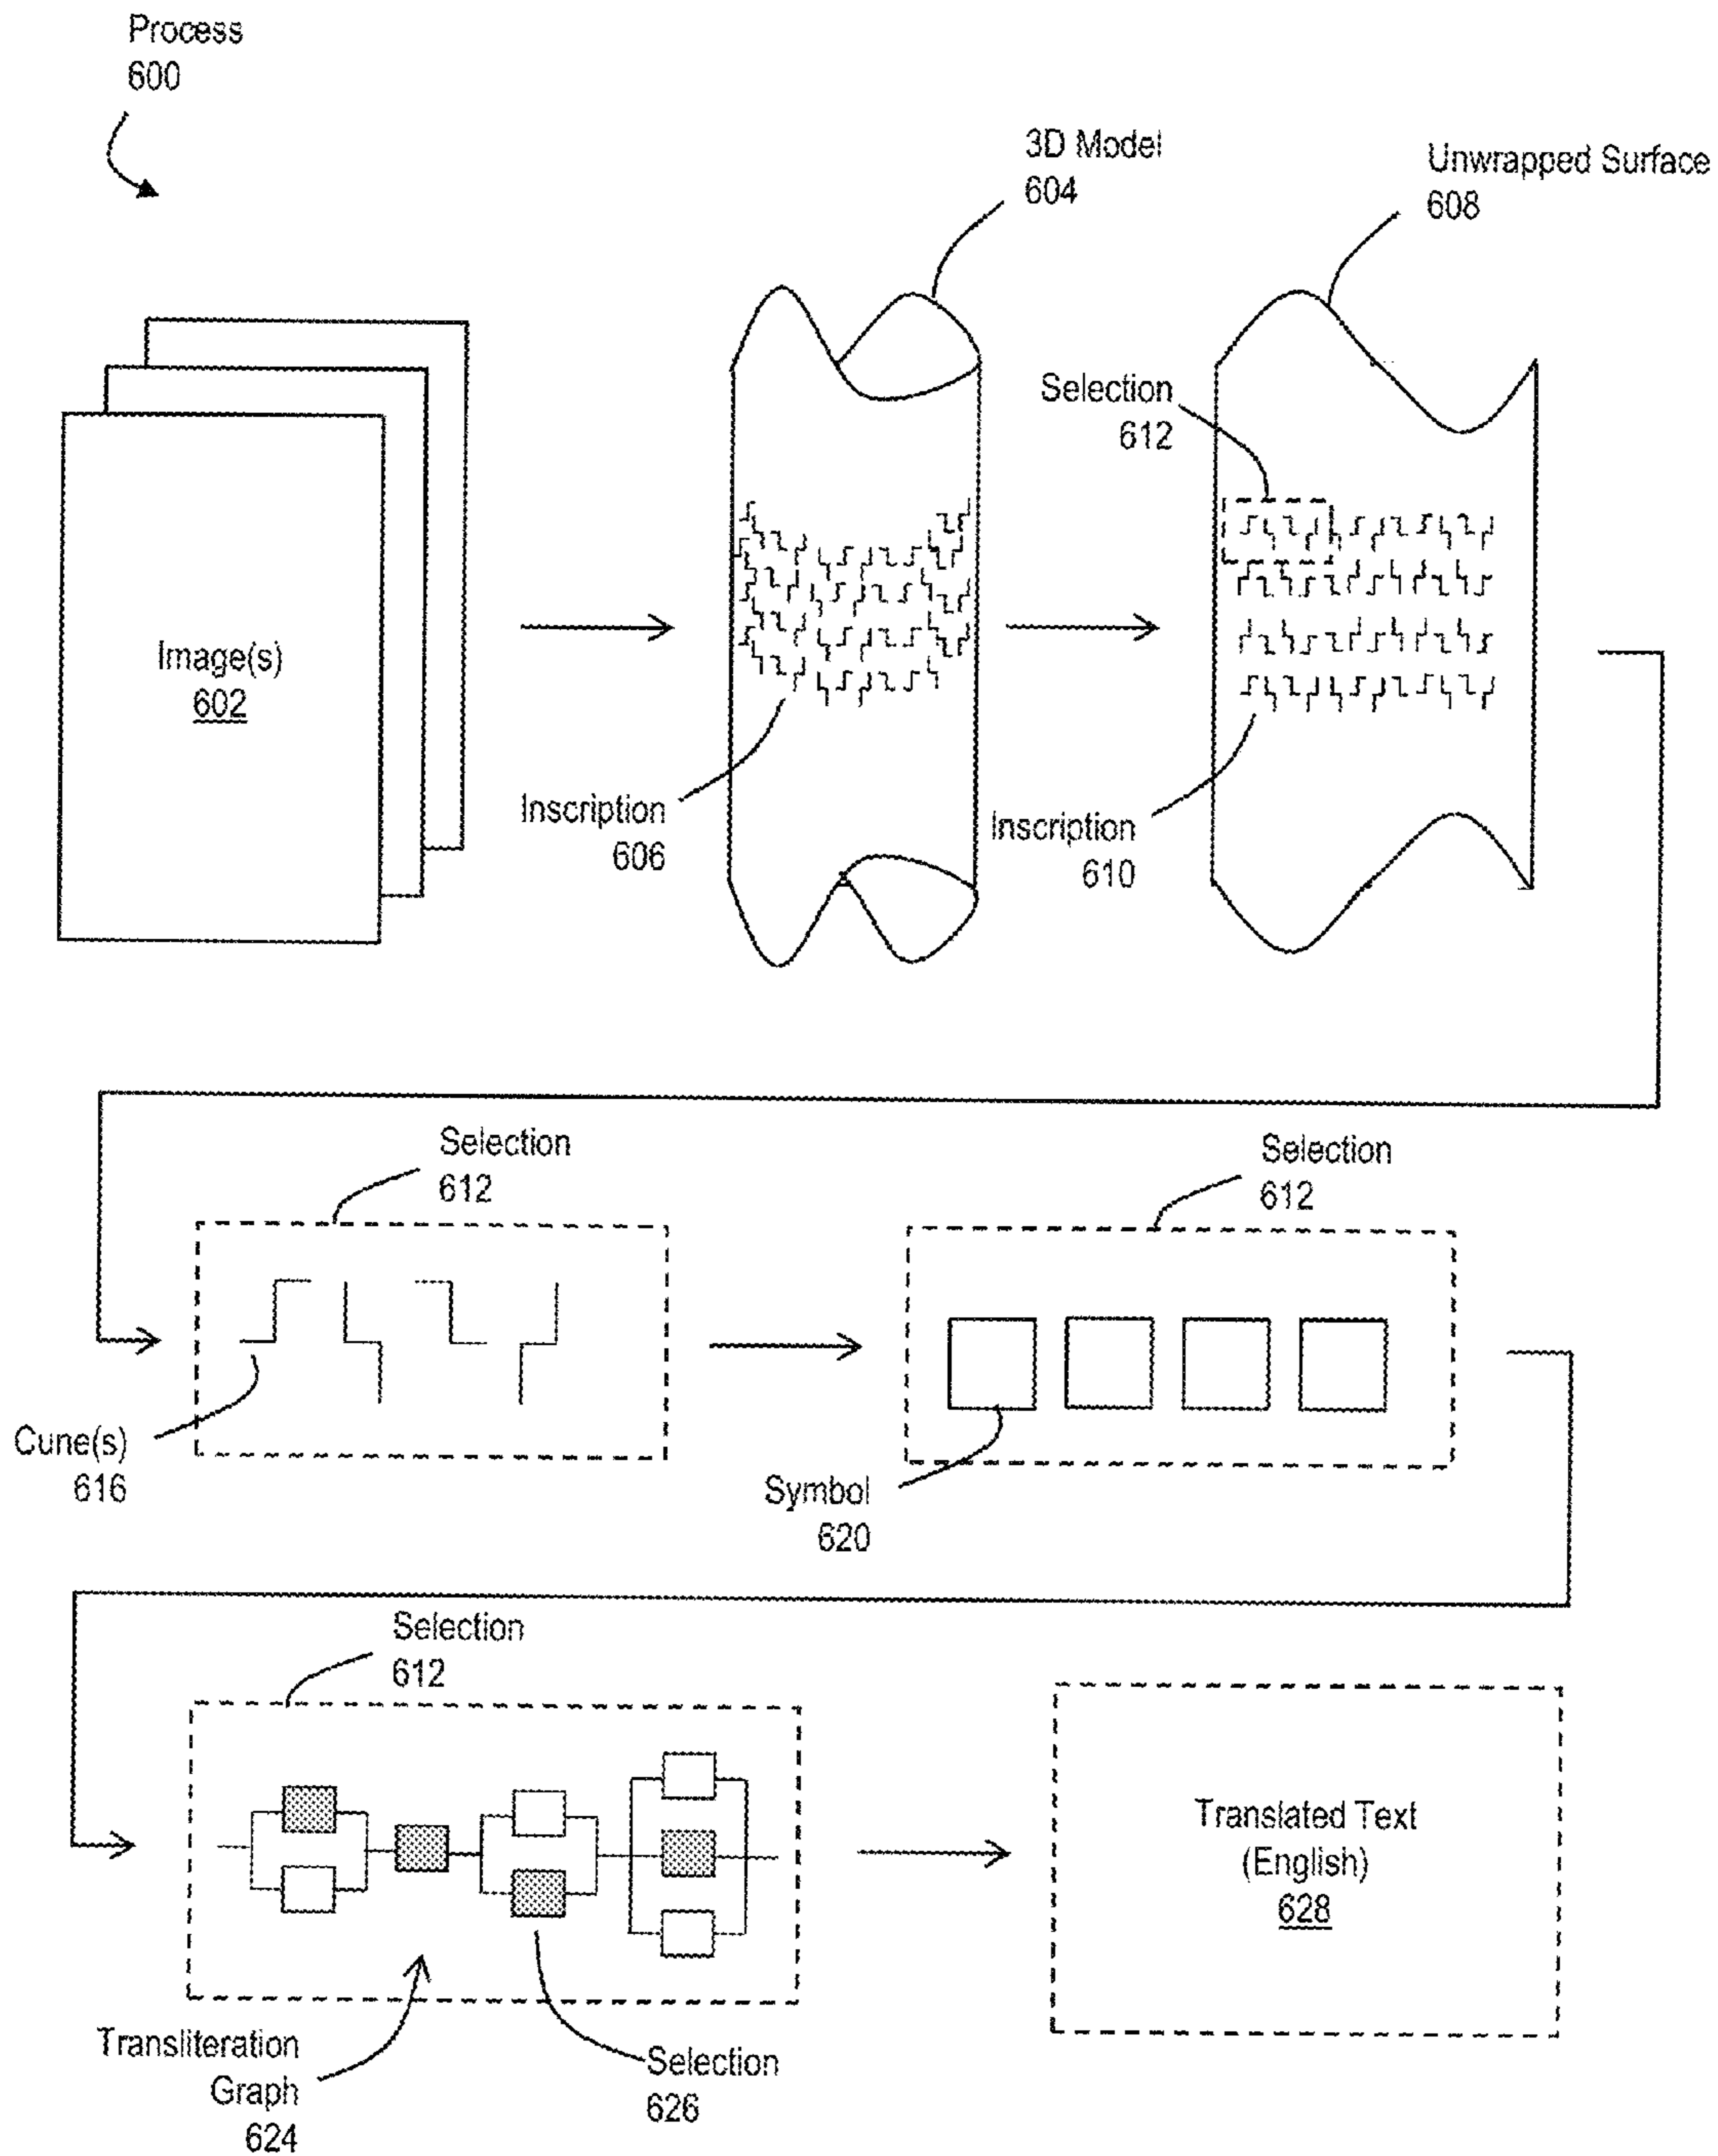 Process
600
3D Model
604
Unwrapped Surface
608
Selection
612
Image(s)
602
Inscription
606
Inscription
610
Selection
612
Selection
612
Cune(s)
616
Symbol
620
Selection
612
Translated Text
(English)
628
Transliteration
Graph
624
Selection
626